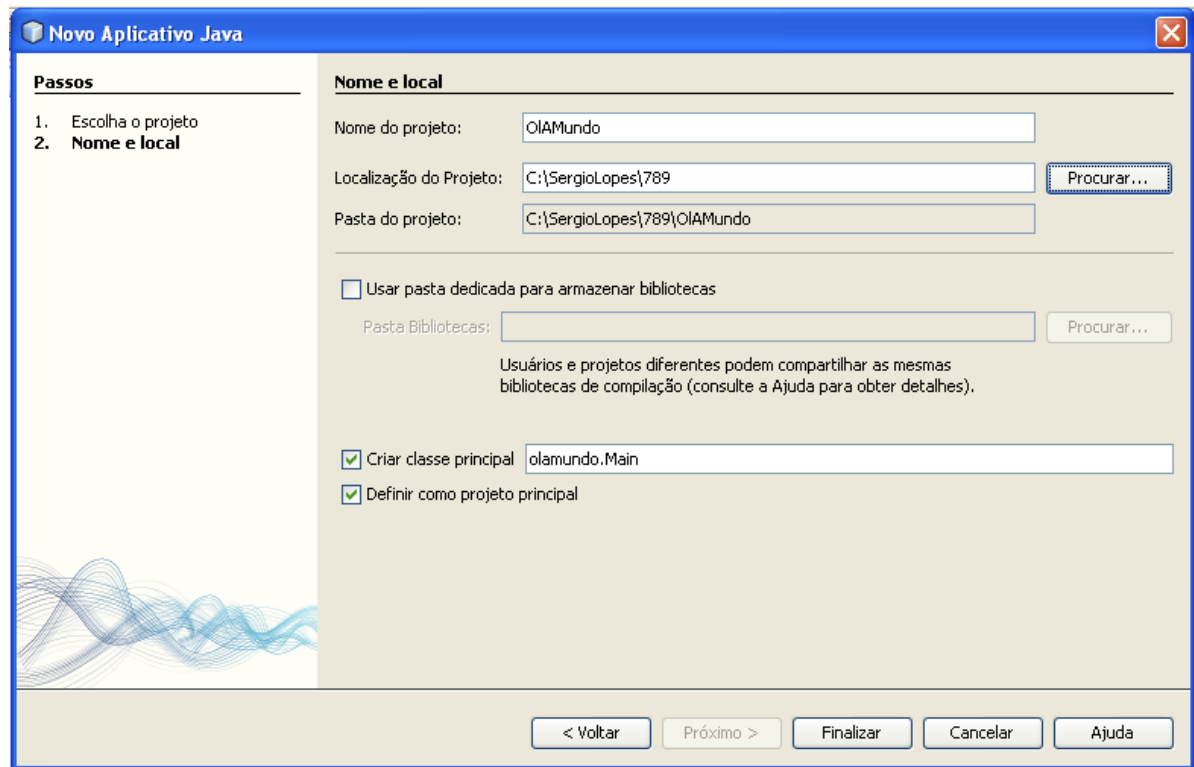 Novo Aplicativo Java
Passos
1. Escolha o projeto
2. Nome e local
Nome e local
Nome do projeto: OlAMundo
Localização do Projeto: C:\SergioLopes\789 Procurar...
Pasta do projeto: C:\SergioLopes\789\OlAMundo
Usar pasta dedicada para armazenar bibliotecas
Pasta Bibliotecas: Procurar...
Usuários e projetos diferentes podem compartilhar as mesmas
bibliotecas de compilação (consulte a Ajuda para obter detalhes).
Criar classe principal olamundo.Main
Definir como projeto principal
< Voltar Próximo > Finalizar Cancelar Ajuda